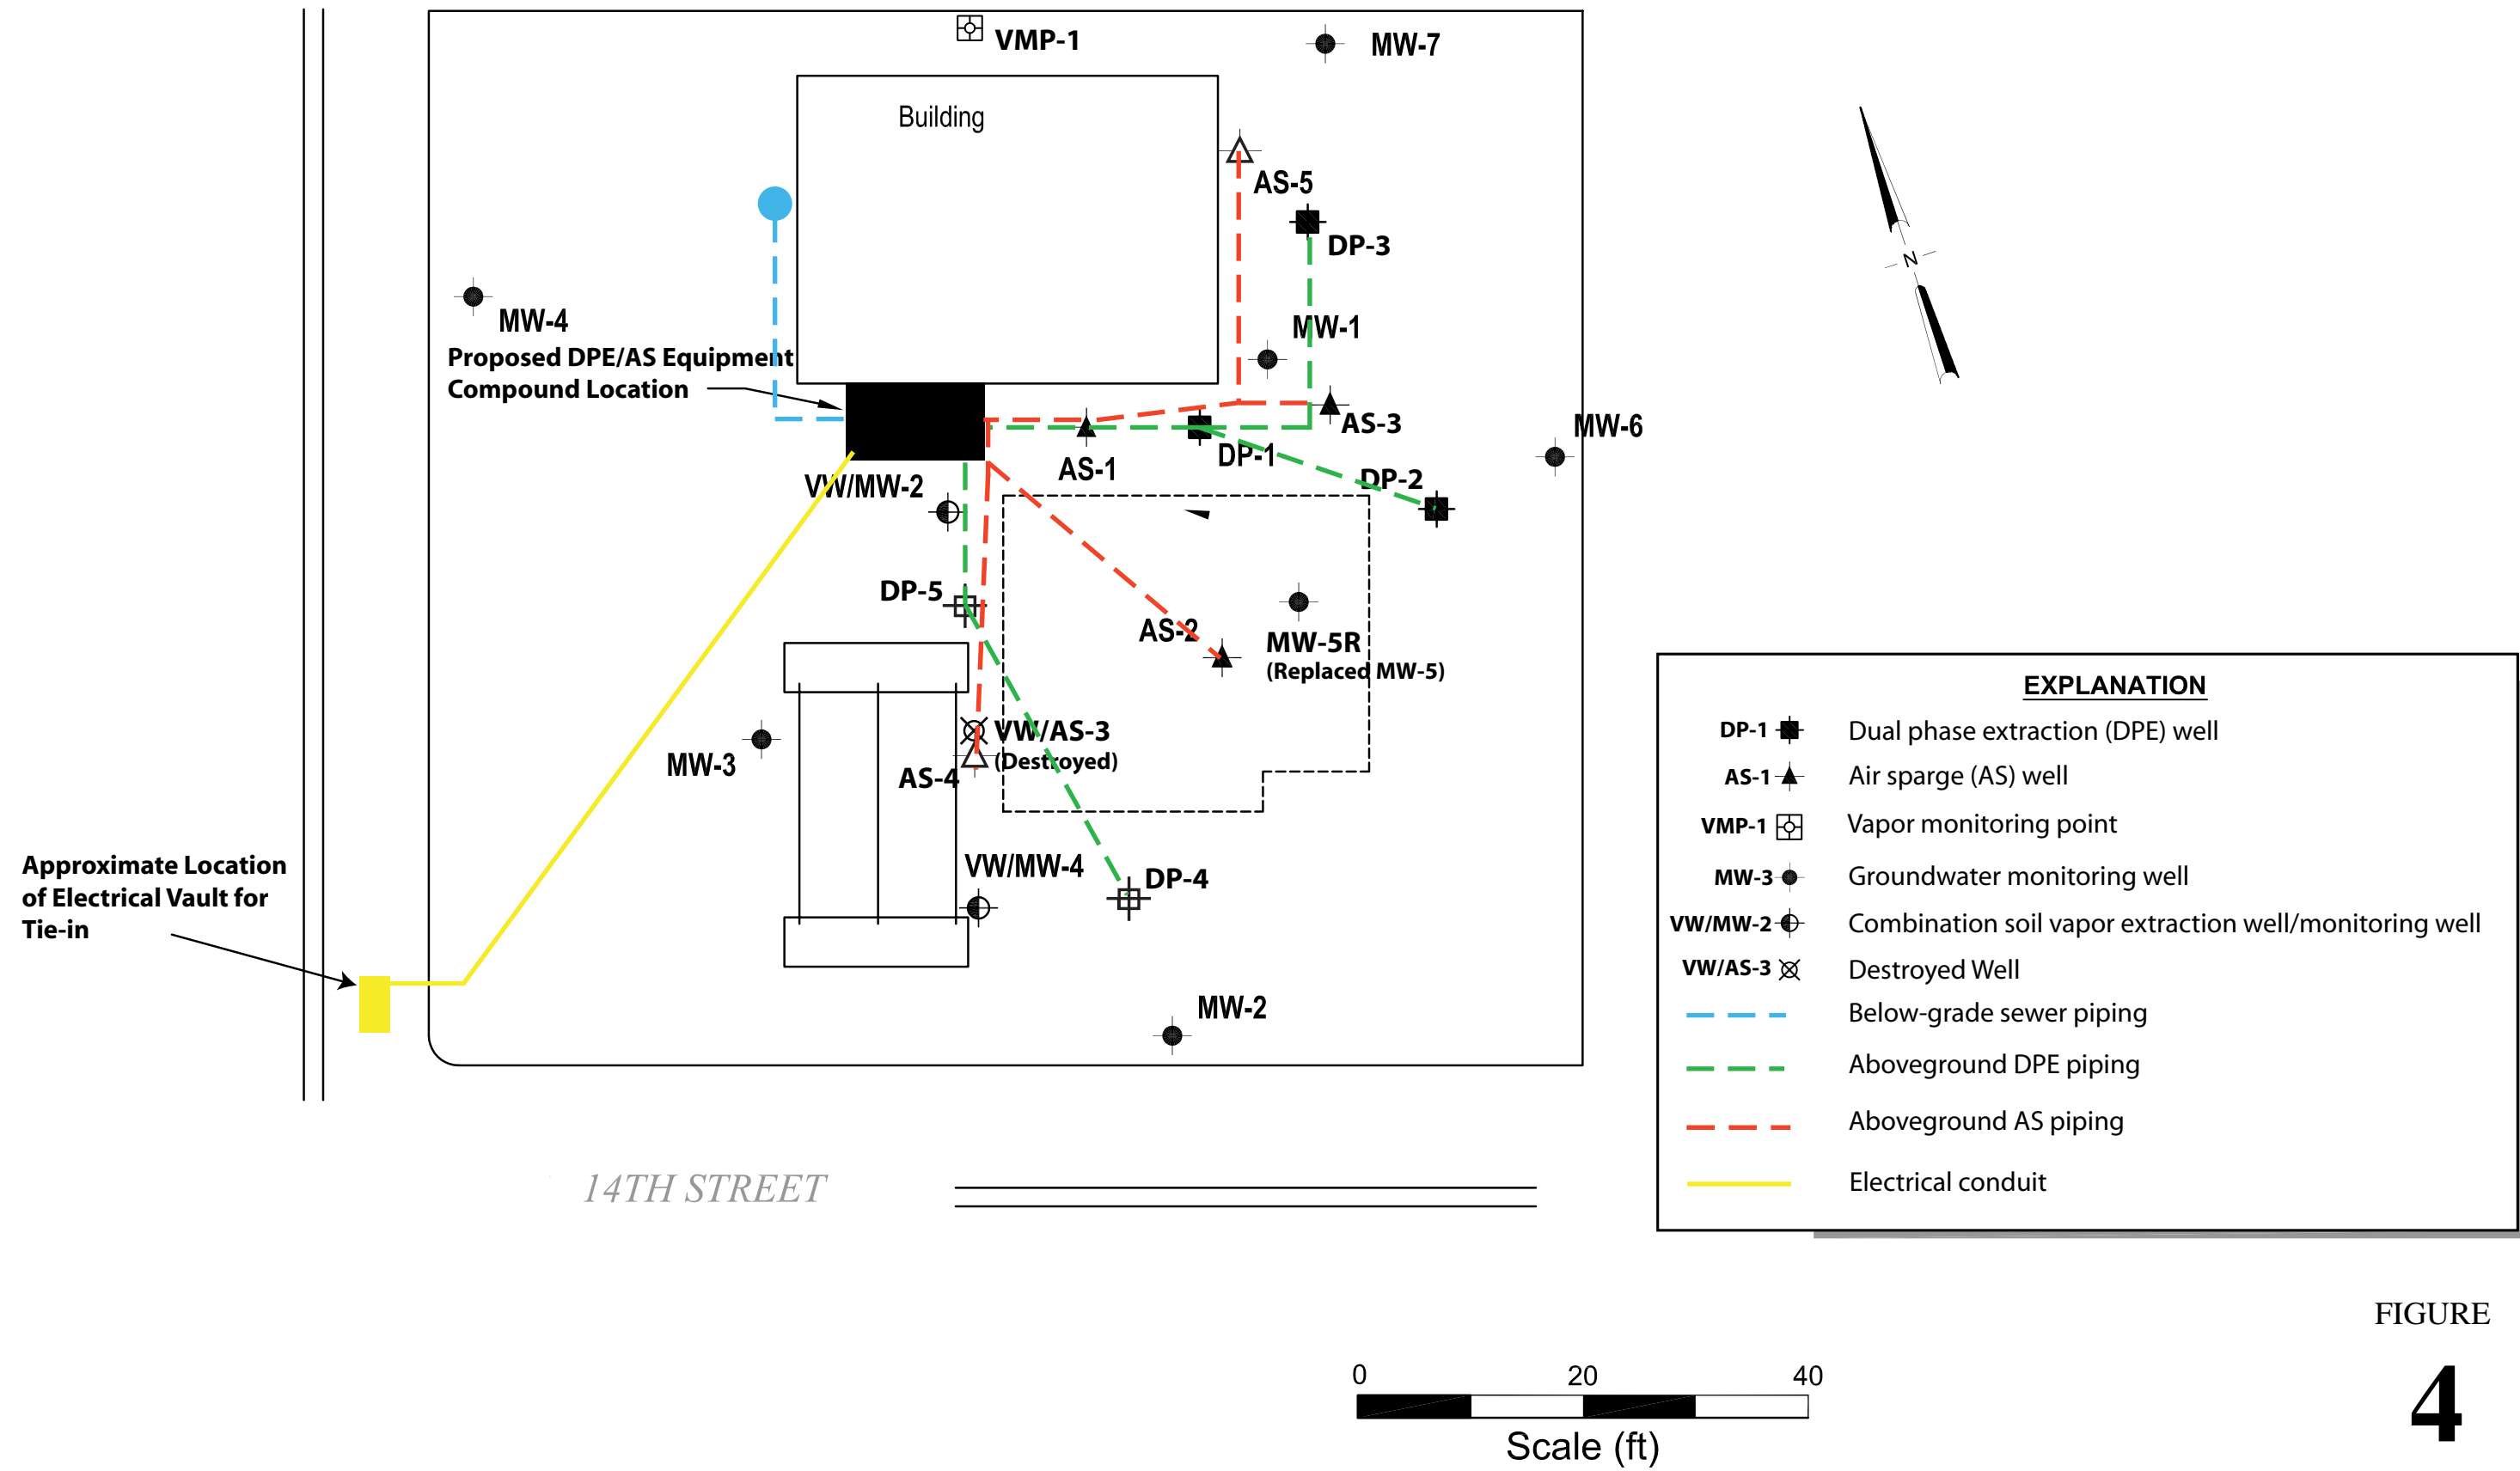 VMP-1
MW-7
Building
AS-5
DP-3
MW-4
MW-1
N
Proposed DPE/AS Equipment
Compound Location
AS-3
MW-6
DP-1
AS-1
DP-2
VW/MW-2
DP-5
AS-2
MW-5R
(Replaced MW-5)
VW/AS-3
(Destroyed)
MW-3
AS-4
VW/MW-4
DP-4
Approximate Location
of Electrical Vault for
Tie-in
MW-2
14TH STREET
EXPLANATION
DP-1 Dual phase extraction (DPE) well
AS-1 Air sparge (AS) well
VMP-1 Vapor monitoring point
MW-3 Groundwater monitoring well
VW/MW-2 Combination soil vapor extraction well/monitoring well
VW/AS-3 Destroyed Well
Below-grade sewer piping
Aboveground DPE piping
Aboveground AS piping
Electrical conduit
0 20 40
Scale (ft)
FIGURE
4